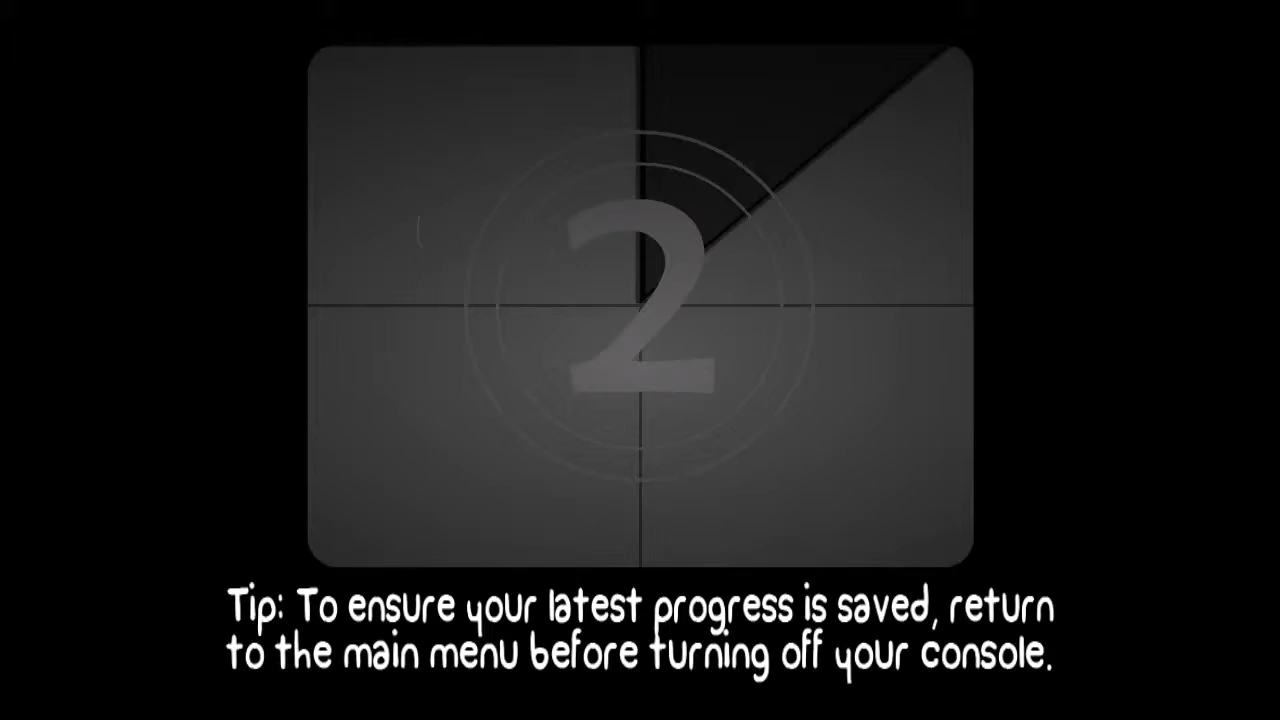 2
Tip: To ensure your latest progress is saved, return
to the main menu before turning off your console.